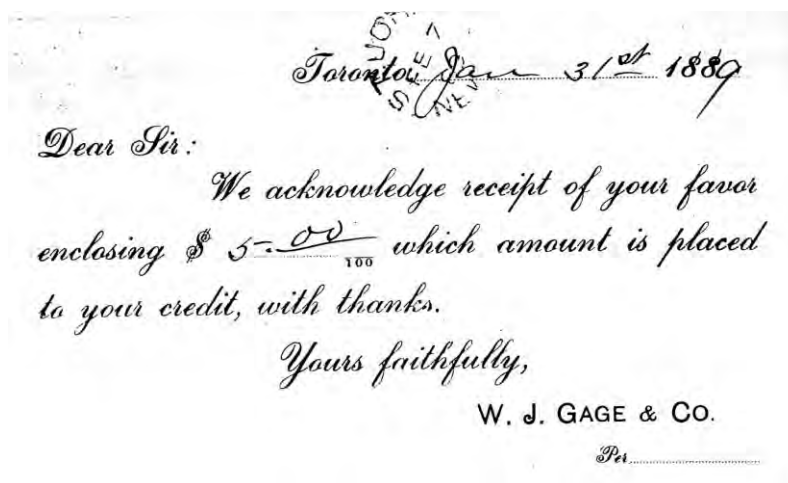 Toronto, Jan 31st 1889
Dear Sir:
We acknowledge receipt of your favor
enclosing $ 5.00/100 which amount is placed
to your credit, with thanks.
Yours faithfully,
W. J. GAGE & CO.
Per